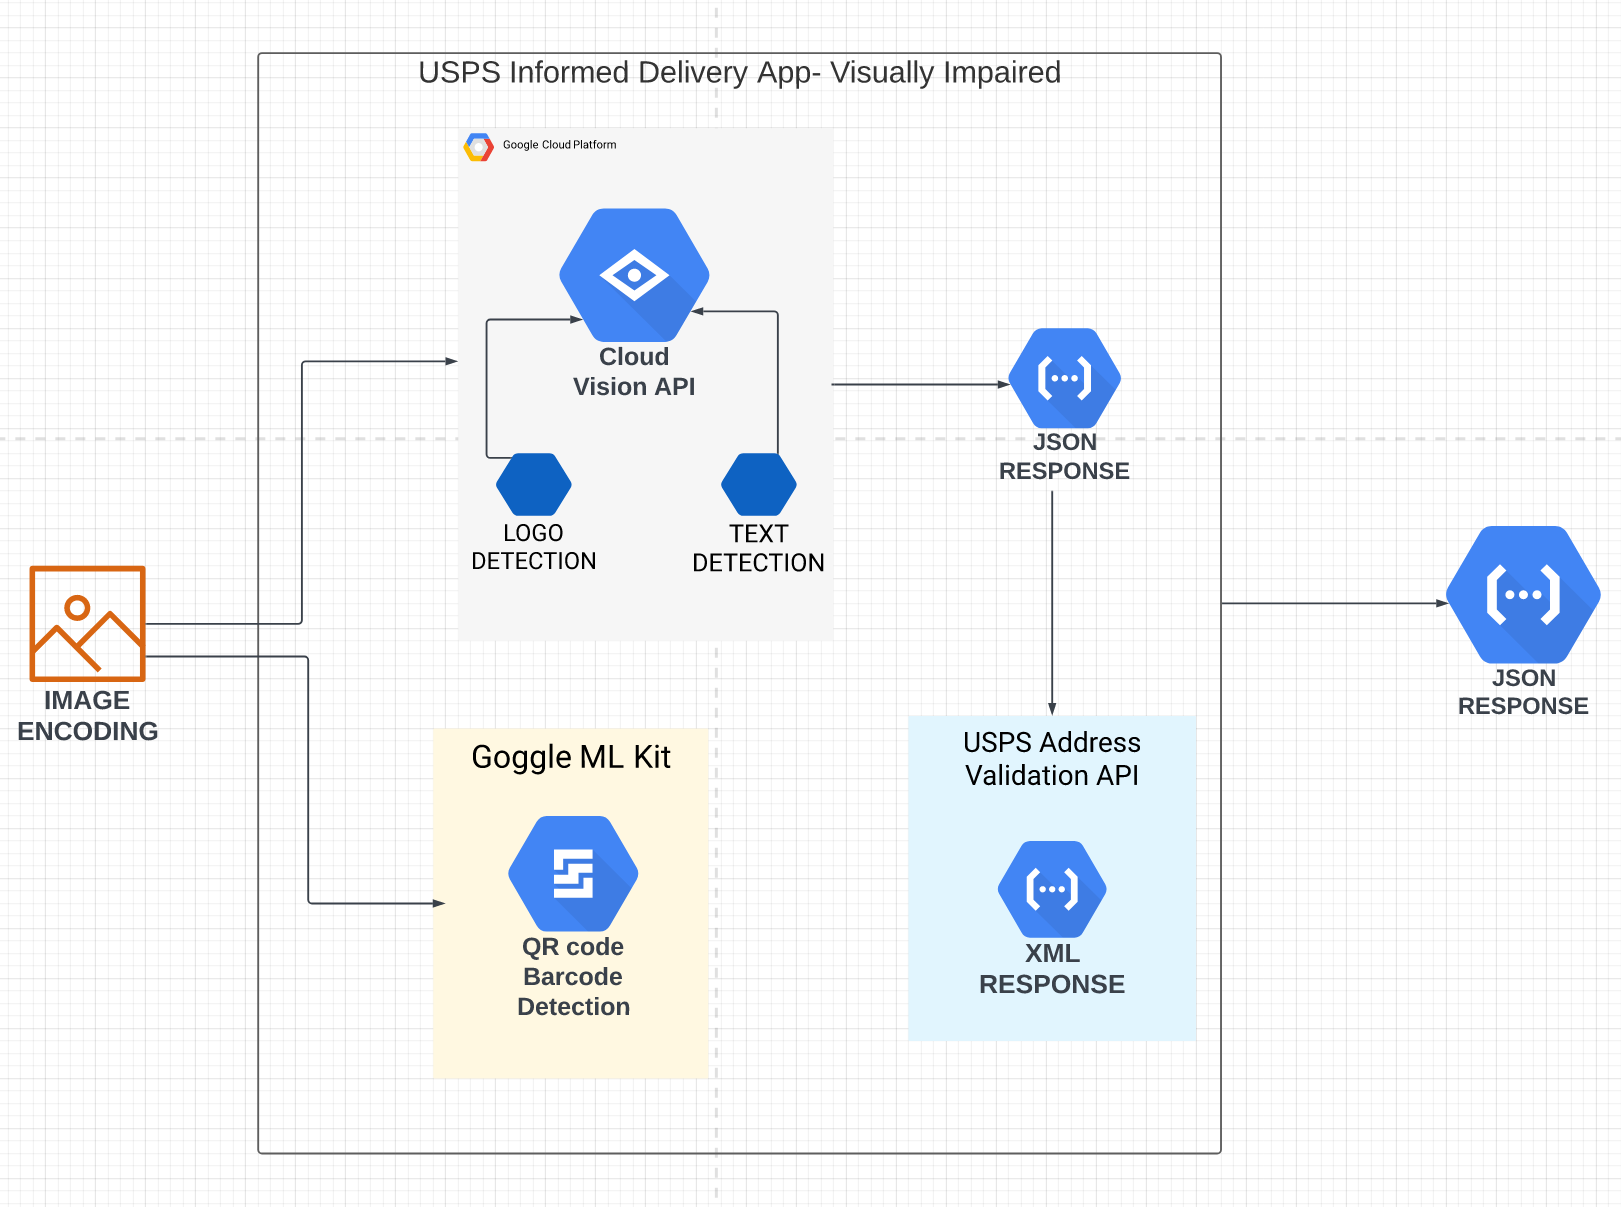 USPS Informed Delivery App- Visually Impaired
Google Cloud Platform
Cloud
Vision API
LOGO
DETECTION
TEXT
DETECTION
JSON
RESPONSE
IMAGE
ENCODING
JSON
RESPONSE
Goggle ML Kit
QR code
Barcode
Detection
USPS Address
Validation API
XML
RESPONSE